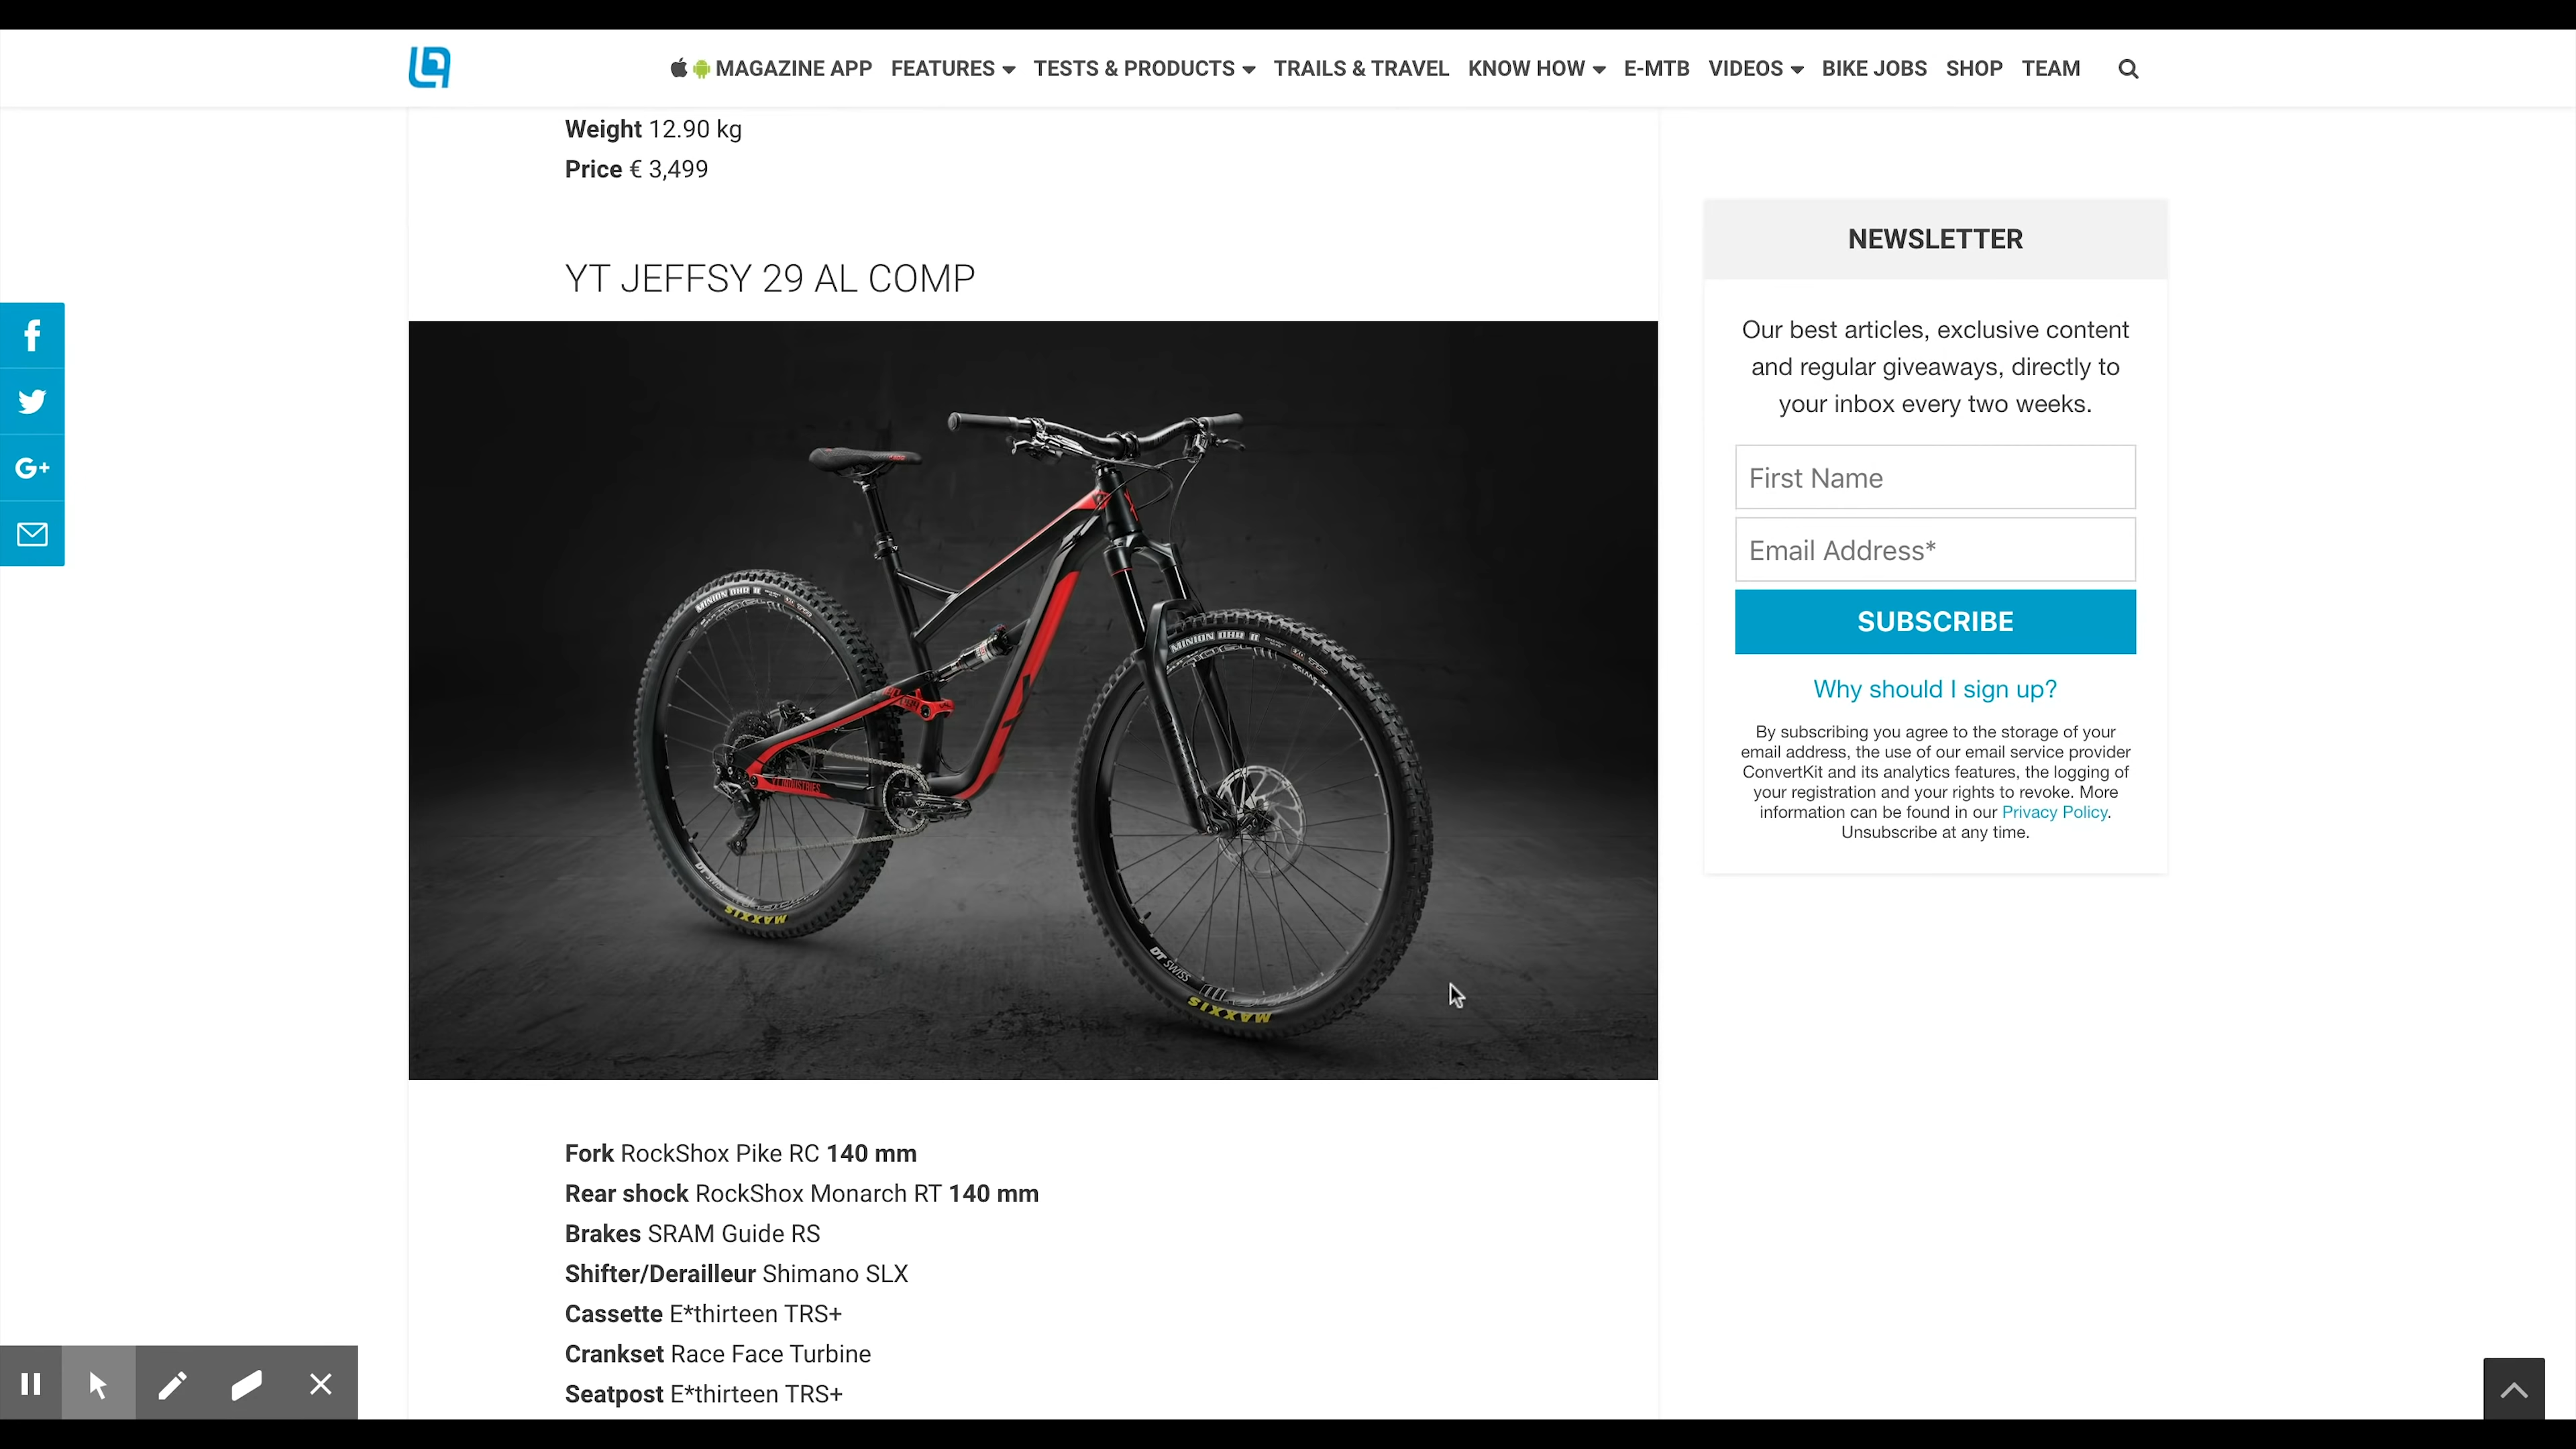 MAGAZINE APP FEATURES TESTS & PRODUCTS TRAILS & TRAVEL KNOW HOW E-MTB VIDEOS BIKE JOBS SHOP TEAM
Weight 12.90 kg
Price € 3,499
YT JEFFSY 29 AL COMP
MINION DHR II
MINION DHR II
YT INDUSTRIES
MAXXIS
DT SWISS
MAXXIS
Fork RockShox Pike RC 140 mm
Rear shock RockShox Monarch RT 140 mm
Brakes SRAM Guide RS
Shifter/Derailleur Shimano SLX
Cassette E*thirteen TRS+
Crankset Race Face Turbine
Seatpost E*thirteen TRS+
G+
NEWSLETTER
Our best articles, exclusive content
and regular giveaways, directly to
your inbox every two weeks.
First Name
Email Address*
SUBSCRIBE
Why should I sign up?
By subscribing you agree to the storage of your
email address, the use of our email service provider
ConvertKit and its analytics features, the logging of
your registration and your rights to revoke. More
information can be found in our Privacy Policy.
Unsubscribe at any time.